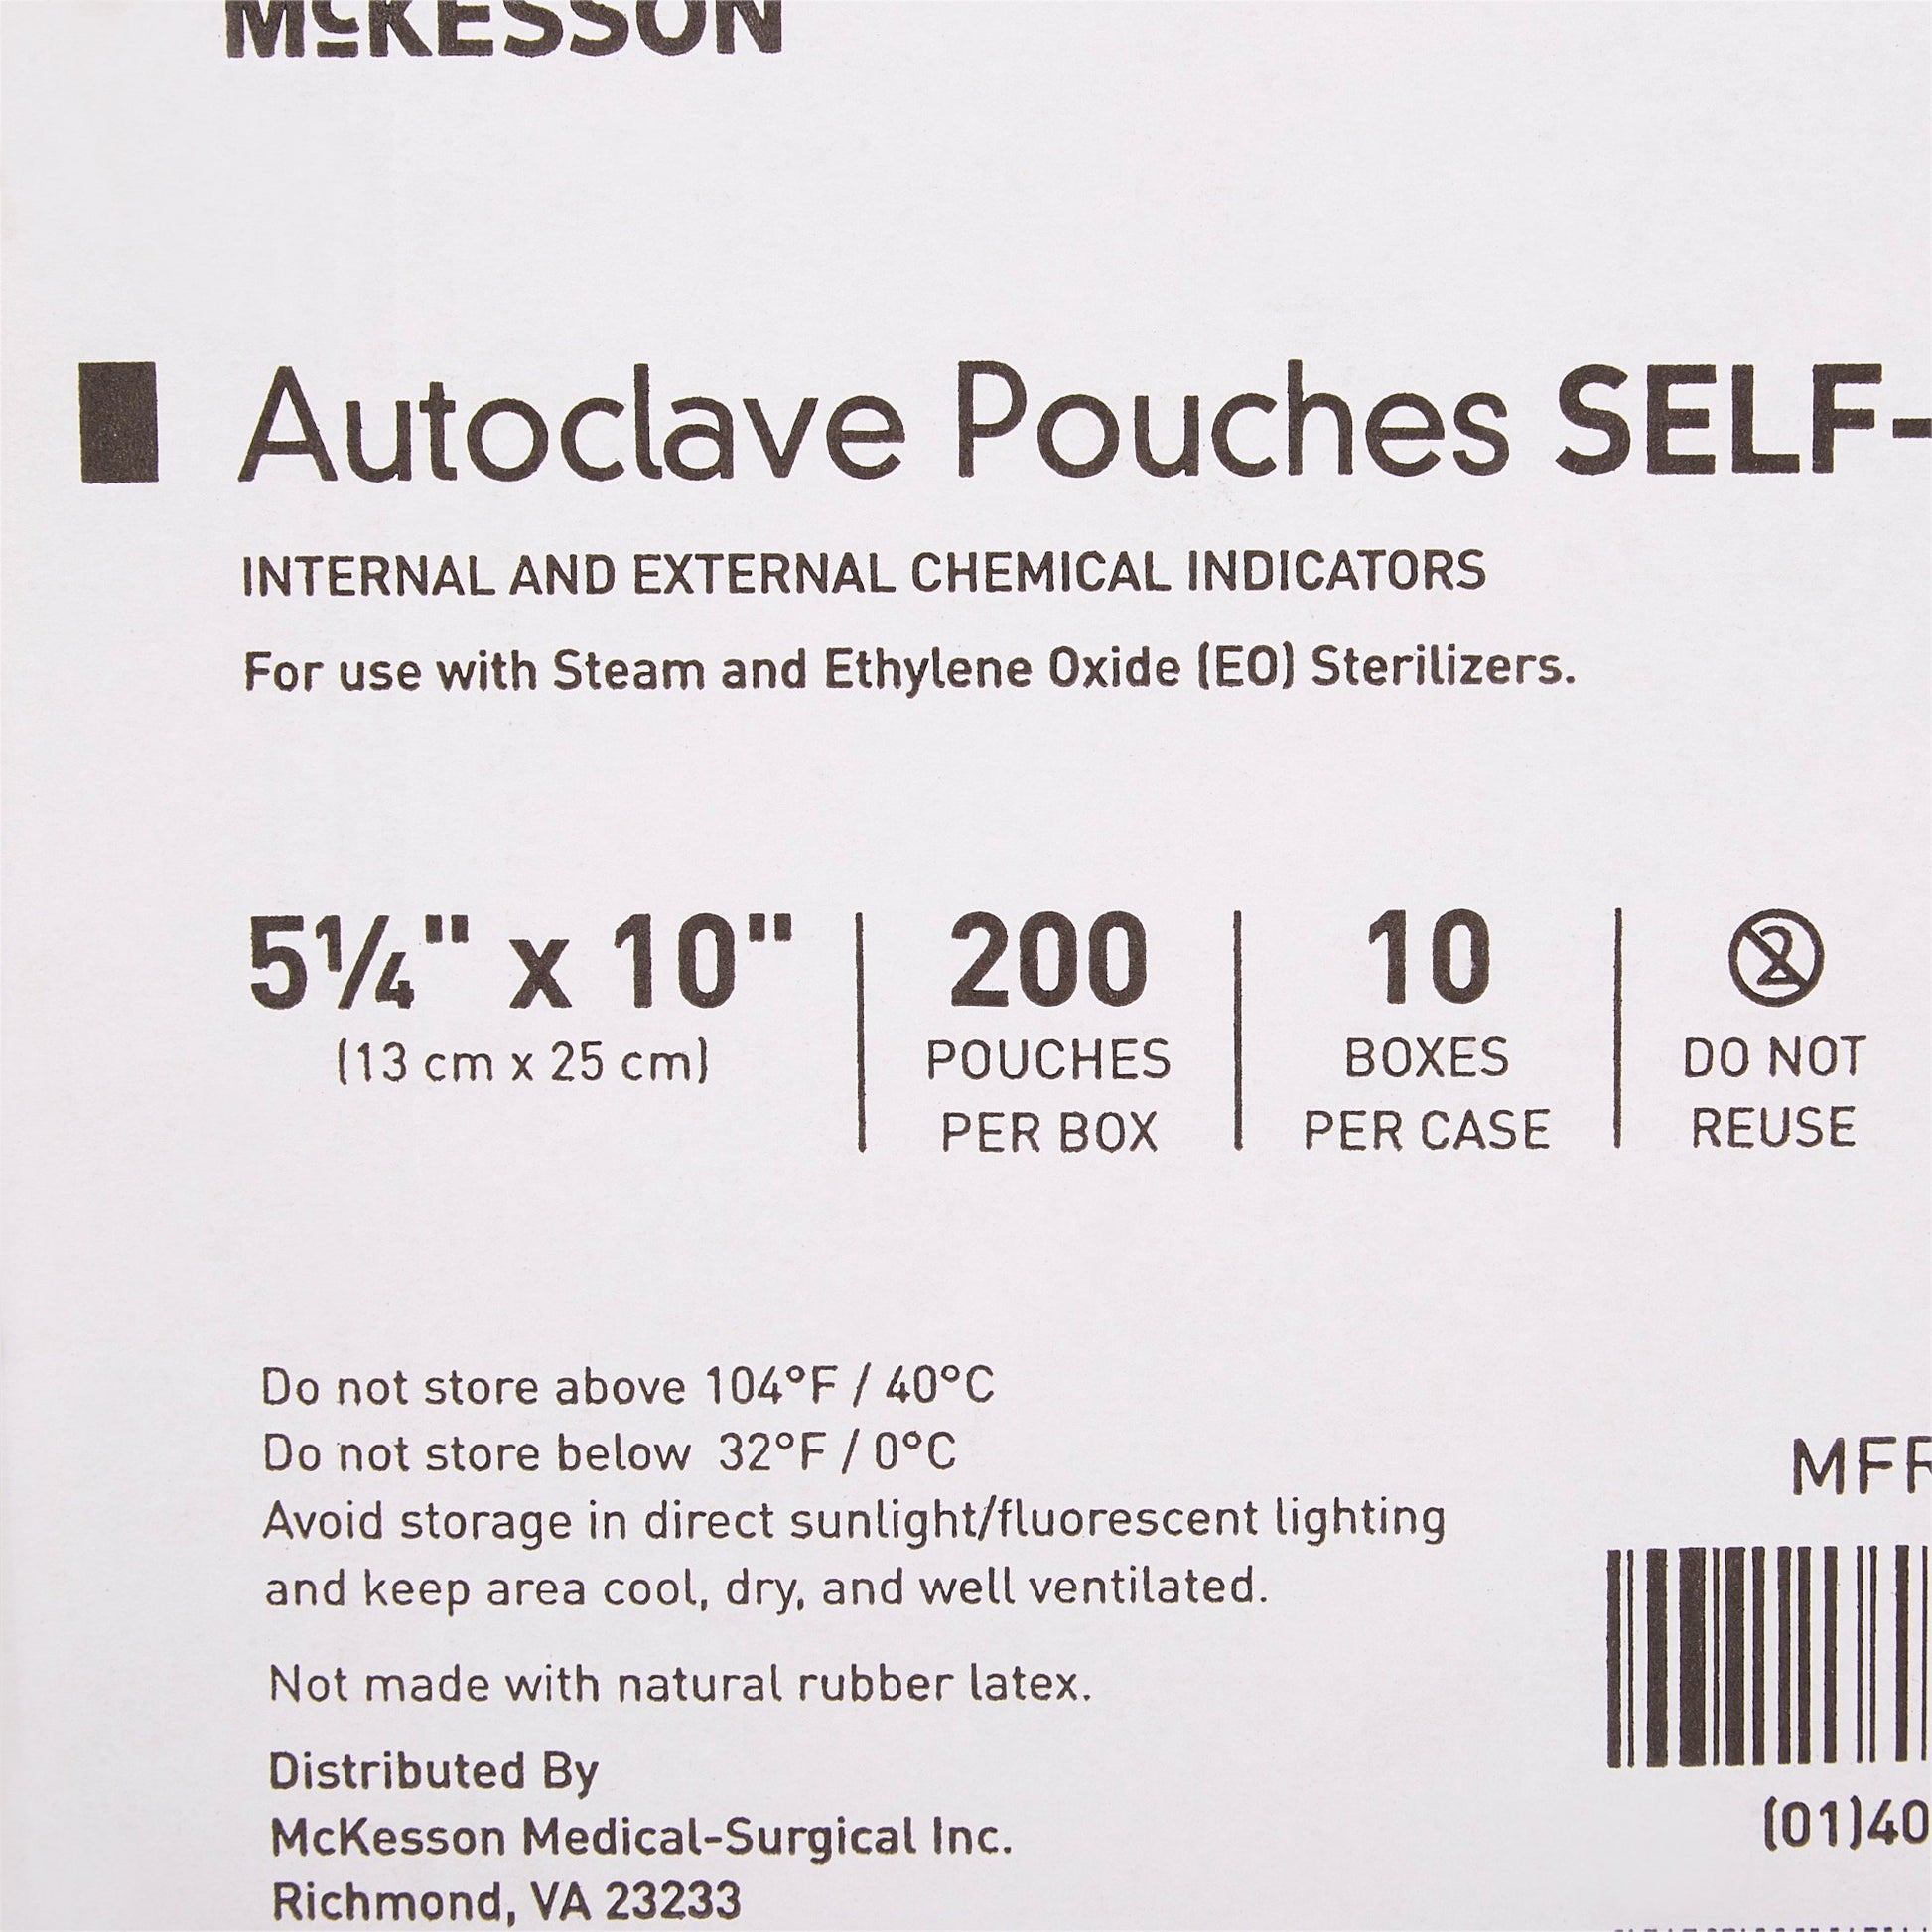 McKESSON
Autoclave Pouches SELF-
INTERNAL AND EXTERNAL CHEMICAL INDICATORS
For use with Steam and Ethylene Oxide (EO) Sterilizers.
5¼" x 10"
(13 cm x 25 cm)
200
POUCHES
PER BOX
10
BOXES
PER CASE
2
DO NOT
REUSE
Do not store above 104°F / 40°C
Do not store below 32°F / 0°C
Avoid storage in direct sunlight/fluorescent lighting
and keep area cool, dry, and well ventilated.
Not made with natural rubber latex.
Distributed By
McKesson Medical-Surgical Inc.
Richmond, VA 23233
(01)40